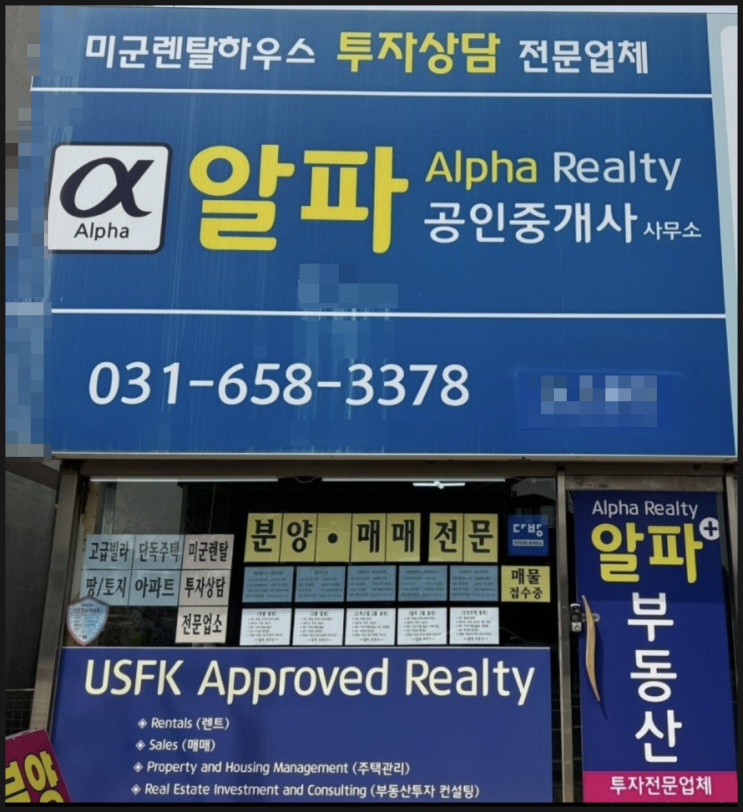 미군렌탈하우스 투자상담 전문업체
α
Alpha
알파
Alpha Realty
공인중개사 사무소
031-658-3378
분양·매매 전문
다방
고급빌라 단독주택 미군렌탈
땅/토지 아파트 투자상담
전문업소
매물
접수중
USFK Approved Realty
◈ Rentals (렌트)
◈ Sales (매매)
◈ Property and Housing Management (주택관리)
◈ Real Estate Investment and Consulting (부동산투자 컨설팅)
Alpha Realty
알파
부동산
투자전문업체
분양